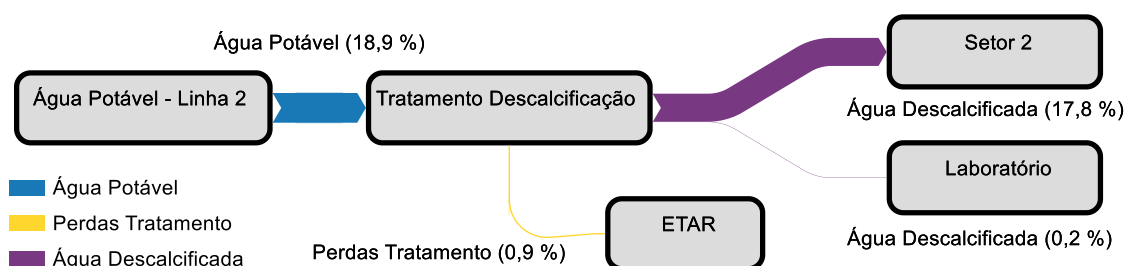 Água Potável (18,9 %)
Setor 2
Água Potável - Linha 2
Tratamento Descalcificação
Água Descalcificada (17,8 %)
Laboratório
Água Potável
Perdas Tratamento
ETAR
Água Descalcificada (0,2 %)
Perdas Tratamento (0,9 %)
Água Descalcificada